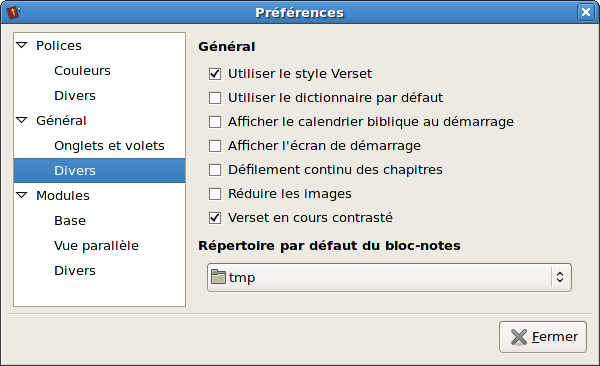 Préférences
Polices
Couleurs
Divers
Général
Onglets et volets
Divers
Modules
Base
Vue parallèle
Divers
Général
Utiliser le style Verset
Utiliser le dictionnaire par défaut
Afficher le calendrier biblique au démarrage
Afficher l'écran de démarrage
Défilement continu des chapitres
Réduire les images
Verset en cours contrasté
Répertoire par défaut du bloc-notes
tmp
Fermer